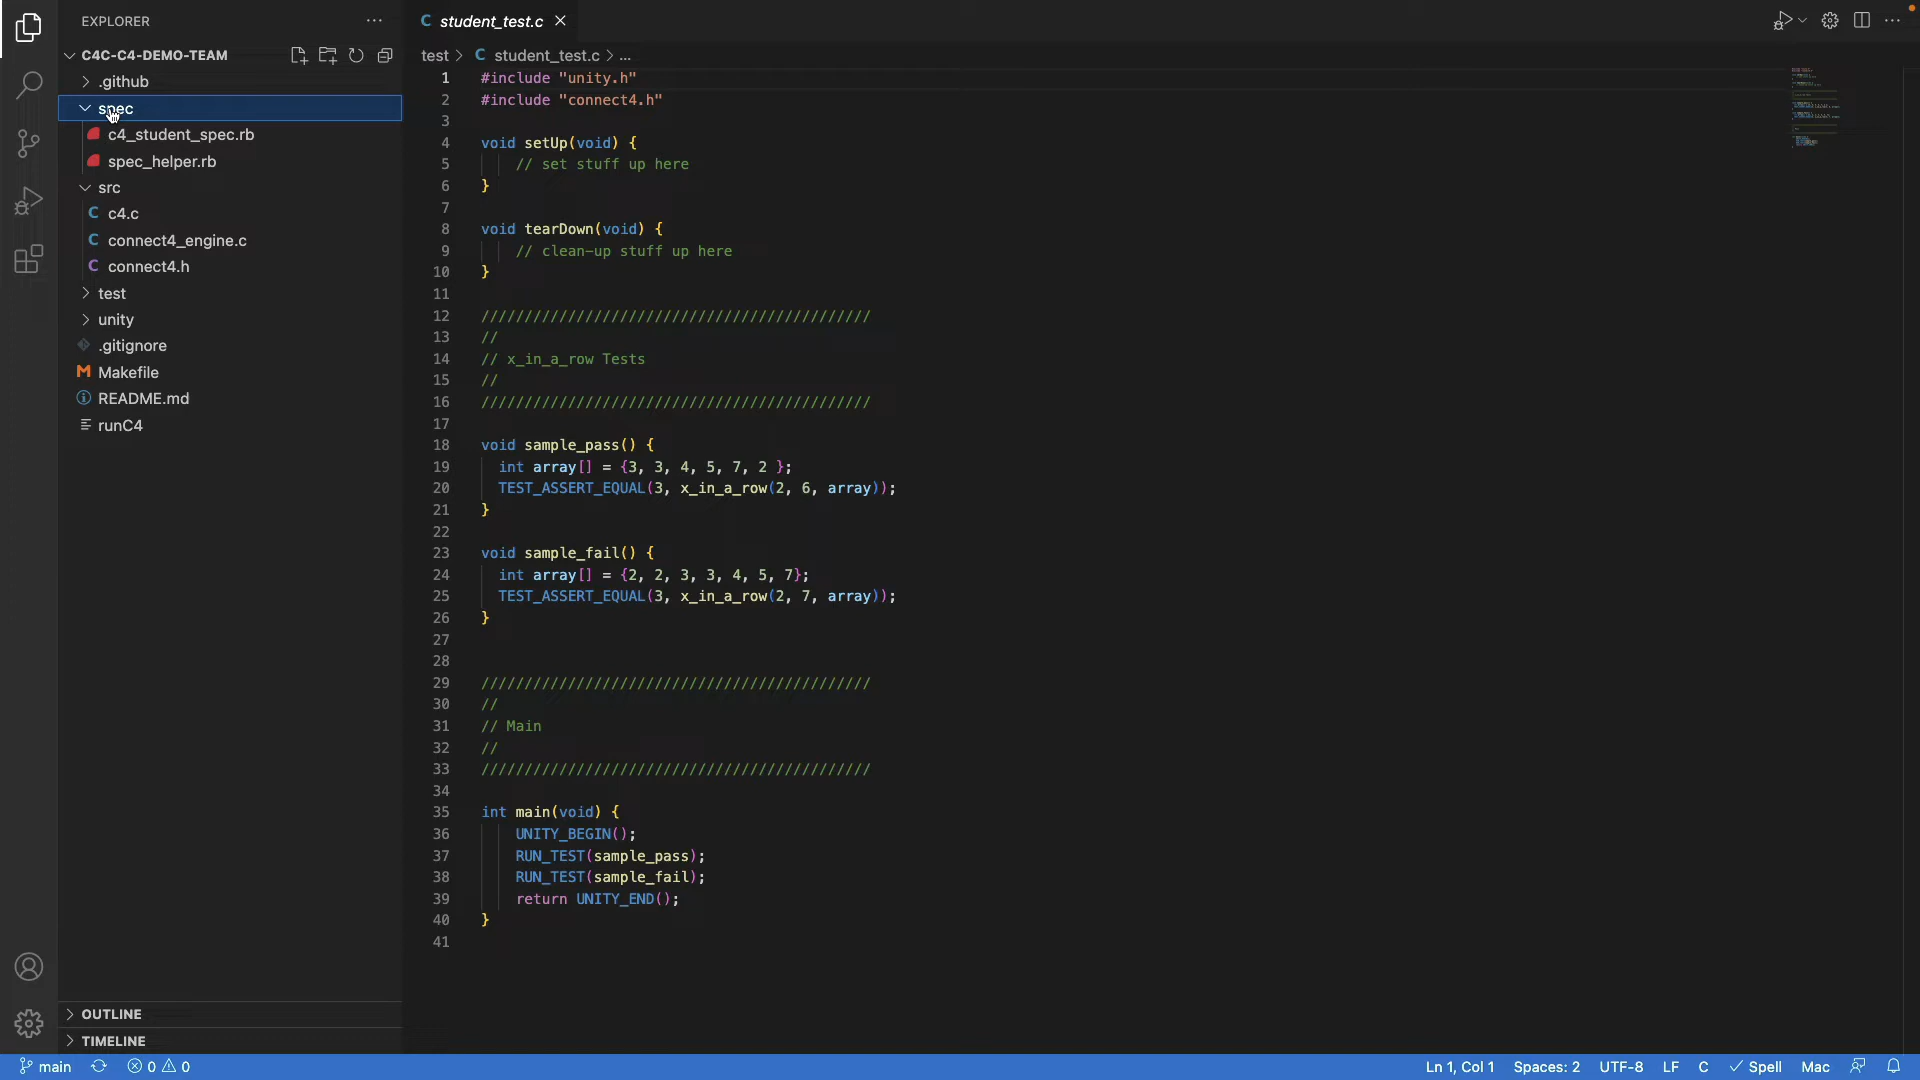 EXPLORER
C4C-C4-DEMO-TEAM
.github
spec
c4_student_spec.rb
spec_helper.rb
src
C c4.c
C connect4_engine.c
C connect4.h
test
unity
.gitignore
M Makefile
README.md
runC4
OUTLINE
TIMELINE
C student_test.c
test > C student_test.c > ...
1 #include "unity.h"
2 #include "connect4.h"
3
4 void setUp(void) {
5 // set stuff up here
6 }
7
8 void tearDown(void) {
9 // clean-up stuff up here
10 }
11
12 /////////////////////////////////////////////
13 //
14 // x_in_a_row Tests
15 //
16 /////////////////////////////////////////////
17
18 void sample_pass() {
19 int array[] = {3, 3, 4, 5, 7, 2 };
20 TEST_ASSERT_EQUAL(3, x_in_a_row(2, 6, array));
21 }
22
23 void sample_fail() {
24 int array[] = {2, 2, 3, 3, 4, 5, 7};
25 TEST_ASSERT_EQUAL(3, x_in_a_row(2, 7, array));
26 }
27
28
29 /////////////////////////////////////////////
30 //
31 // Main
32 //
33 /////////////////////////////////////////////
34
35 int main(void) {
36 UNITY_BEGIN();
37 RUN_TEST(sample_pass);
38 RUN_TEST(sample_fail);
39 return UNITY_END();
40 }
41
main 0 0 Ln 1, Col 1 Spaces: 2 UTF-8 LF C Spell Mac